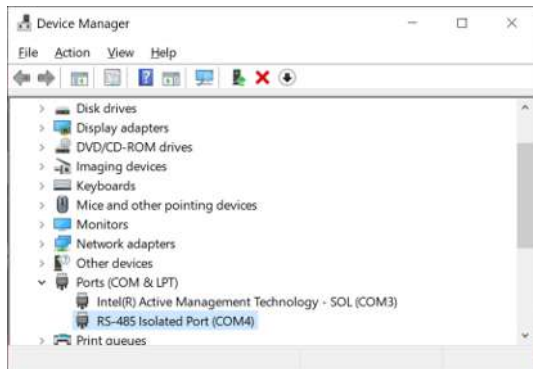 Device Manager
File Action View Help
Disk drives
Display adapters
DVD/CD-ROM drives
Imaging devices
Keyboards
Mice and other pointing devices
Monitors
Network adapters
Other devices
Ports (COM & LPT)
Intel(R) Active Management Technology - SOL (COM3)
RS-485 Isolated Port (COM4)
Print queues